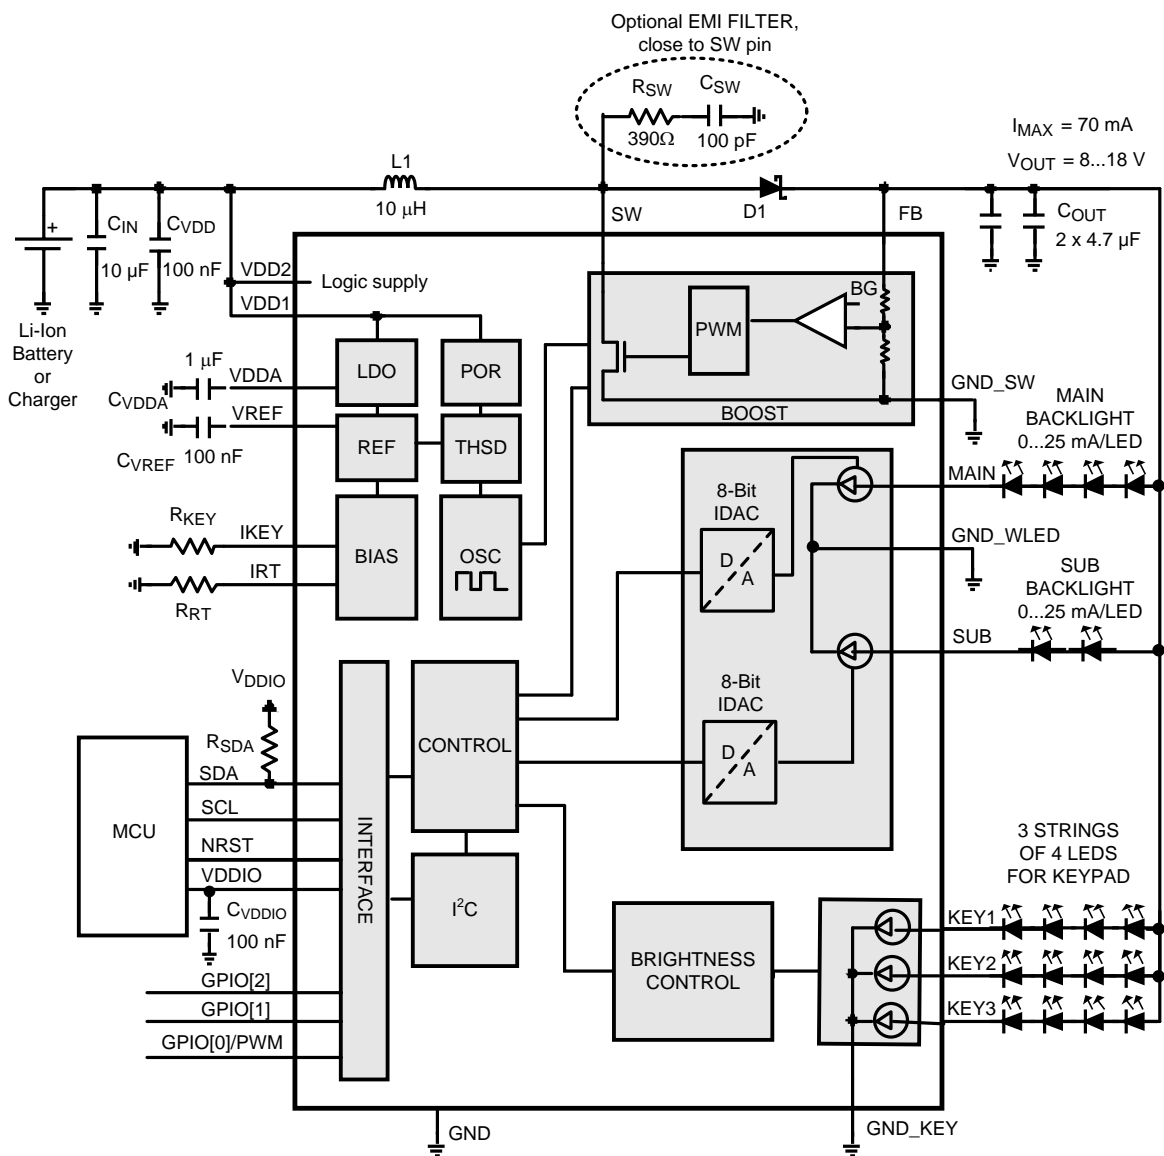 Optional EMI FILTER,
close to SW pin
RSW
CSW
390Ω
100 pF
IMAX = 70 mA
VOUT = 8...18 V
L1
10 µH
SW
D1
FB
+
CIN
10 µF
CVDD
100 nF
COUT
2 x 4.7 µF
Li-Ion
Battery
or
Charger
VDD2
Logic supply
VDD1
BG
PWM
BOOST
LDO
POR
1 µF
VDDA
CVDDA
VREF
CVREF
100 nF
REF
THSD
GND_SW
MAIN
BACKLIGHT
0...25 mA/LED
MAIN
8-Bit
IDAC
D
A
RKEY
IKEY
BIAS
OSC
IRT
RRT
GND_WLED
SUB
BACKLIGHT
0...25 mA/LED
SUB
8-Bit
IDAC
D
A
VDDIO
RSDA
CONTROL
MCU
SDA
SCL
NRST
VDDIO
CVDDIO
100 nF
INTERFACE
I²C
GPIO[2]
GPIO[1]
GPIO[0]/PWM
BRIGHTNESS
CONTROL
3 STRINGS
OF 4 LEDS
FOR KEYPAD
KEY1
KEY2
KEY3
GND
GND_KEY